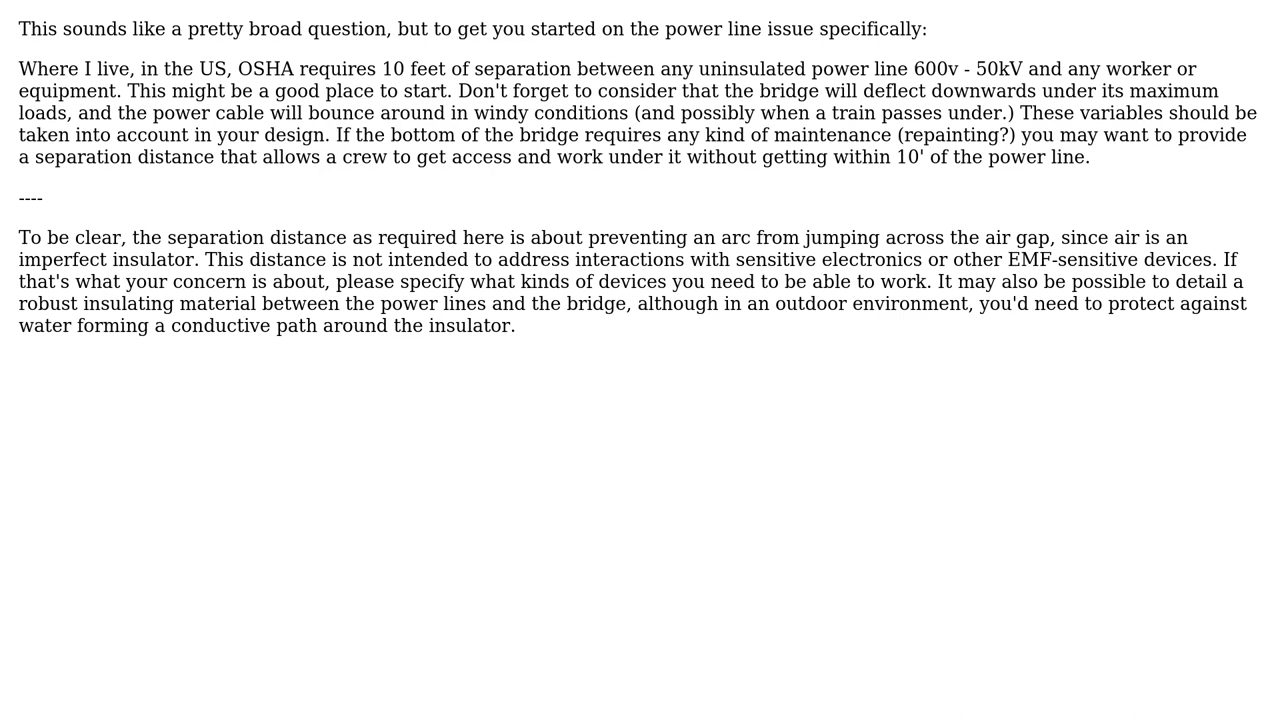 This sounds like a pretty broad question, but to get you started on the power line issue specifically:
Where I live, in the US, OSHA requires 10 feet of separation between any uninsulated power line 600v - 50kV and any worker or
equipment. This might be a good place to start. Don't forget to consider that the bridge will deflect downwards under its maximum
loads, and the power cable will bounce around in windy conditions (and possibly when a train passes under.) These variables should be
taken into account in your design. If the bottom of the bridge requires any kind of maintenance (repainting?) you may want to provide
a separation distance that allows a crew to get access and work under it without getting within 10' of the power line.
----
To be clear, the separation distance as required here is about preventing an arc from jumping across the air gap, since air is an
imperfect insulator. This distance is not intended to address interactions with sensitive electronics or other EMF-sensitive devices. If
that's what your concern is about, please specify what kinds of devices you need to be able to work. It may also be possible to detail a
robust insulating material between the power lines and the bridge, although in an outdoor environment, you'd need to protect against
water forming a conductive path around the insulator.